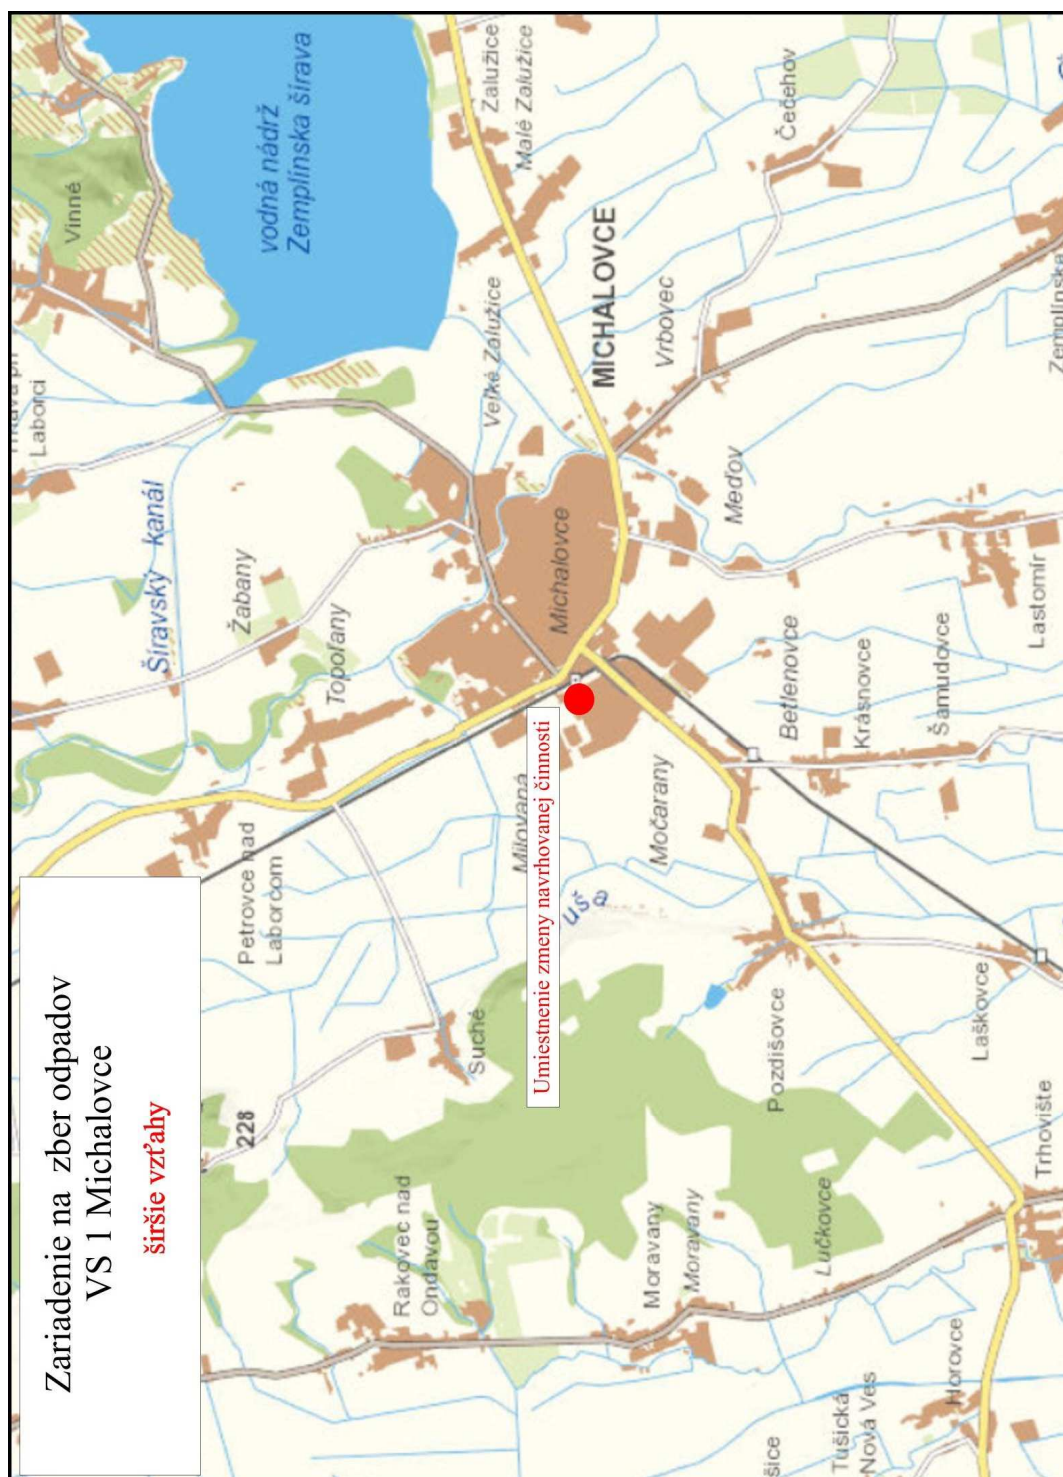 Zariadenie na zber odpadov
VS 1 Michalovce
širšie vzťahy
Laborci
Vinné
vodná nádrž
Zemplínska šírava
Zalužice
Malé Zalužice
Čečehov
Šíravský kanál
Veľké Zalužice
MICHALOVCE
Vrbovec
Zemplínska
Žabany
Topoľany
Michalovce
Meďov
Betlenovce
Krásnovce
Šamudovce
Lastomír
Petrovce nad
Laborcom
Milovaná
Umiestnenie zmeny navrhovanej činnosti
Močarany
uša
Suché
228
Pozdišovce
Laškovce
Rakovec nad
Ondavou
Moravany
Moravany
Lučkovce
Trhovište
šice
Tušická
Nová Ves
Horovce